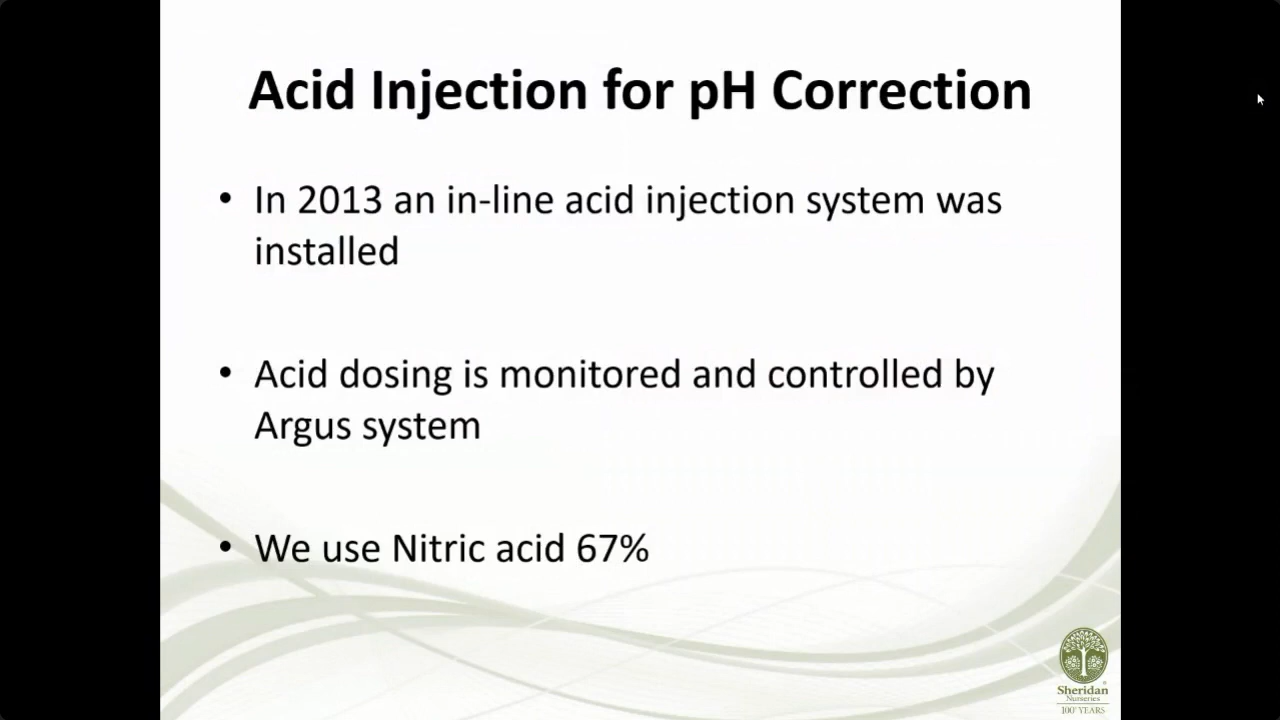 Acid Injection for pH Correction
• In 2013 an in-line acid injection system was
installed
• Acid dosing is monitored and controlled by
Argus system
• We use Nitric acid 67%
Sheridan
Nurseries
100+ YEARS